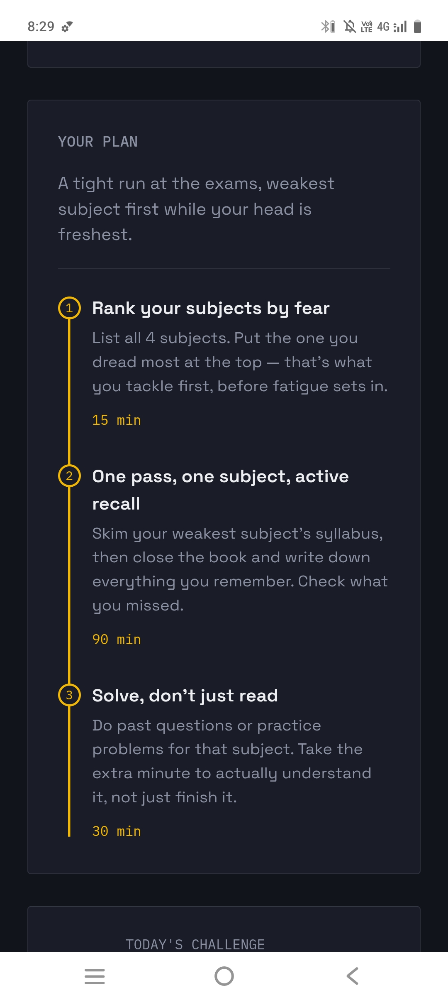 8:29
Vo) LTE 4G
YOUR PLAN
A tight run at the exams, weakest
subject first while your head is
freshest.
1 Rank your subjects by fear
List all 4 subjects. Put the one you
dread most at the top — that’s what
you tackle first, before fatigue sets in.
15 min
2 One pass, one subject, active
recall
Skim your weakest subject’s syllabus,
then close the book and write down
everything you remember. Check what
you missed.
90 min
3 Solve, don’t just read
Do past questions or practice
problems for that subject. Take the
extra minute to actually understand
it, not just finish it.
30 min
TODAY'S CHALLENGE